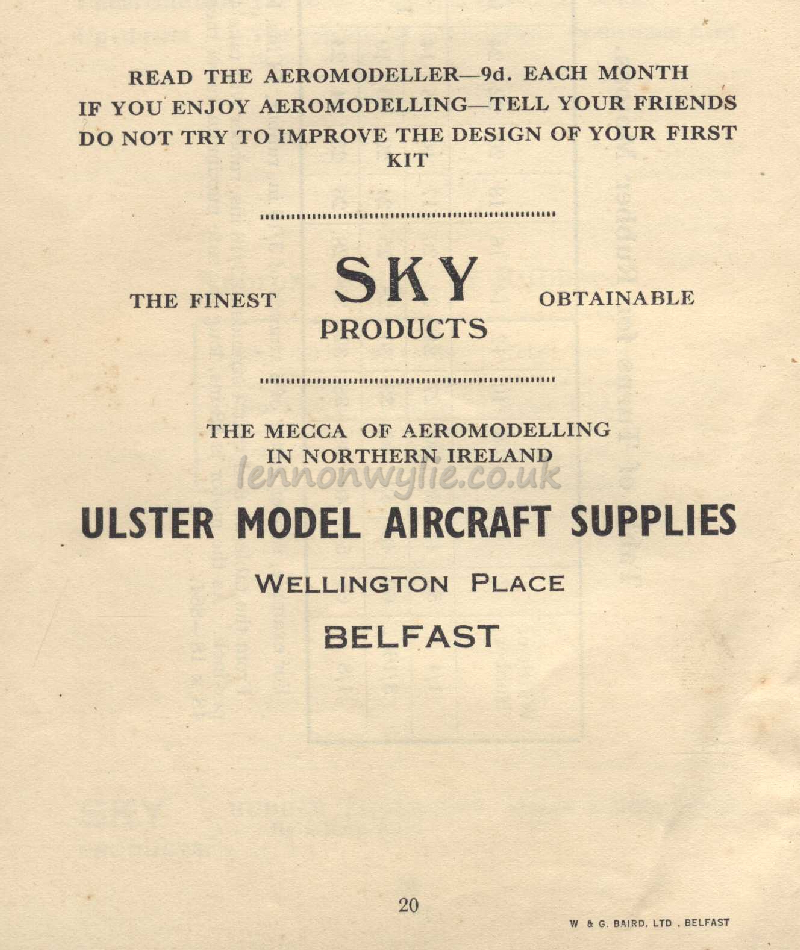 READ THE AEROMODELLER—9d. EACH MONTH
IF YOU ENJOY AEROMODELLING—TELL YOUR FRIENDS
DO NOT TRY TO IMPROVE THE DESIGN OF YOUR FIRST
KIT
THE FINEST SKY PRODUCTS OBTAINABLE
THE MECCA OF AEROMODELLING
IN NORTHERN IRELAND
lennonwylie.co.uk
ULSTER MODEL AIRCRAFT SUPPLIES
WELLINGTON PLACE
BELFAST
SKY
20
W & G. BAIRD, LTD . BELFAST